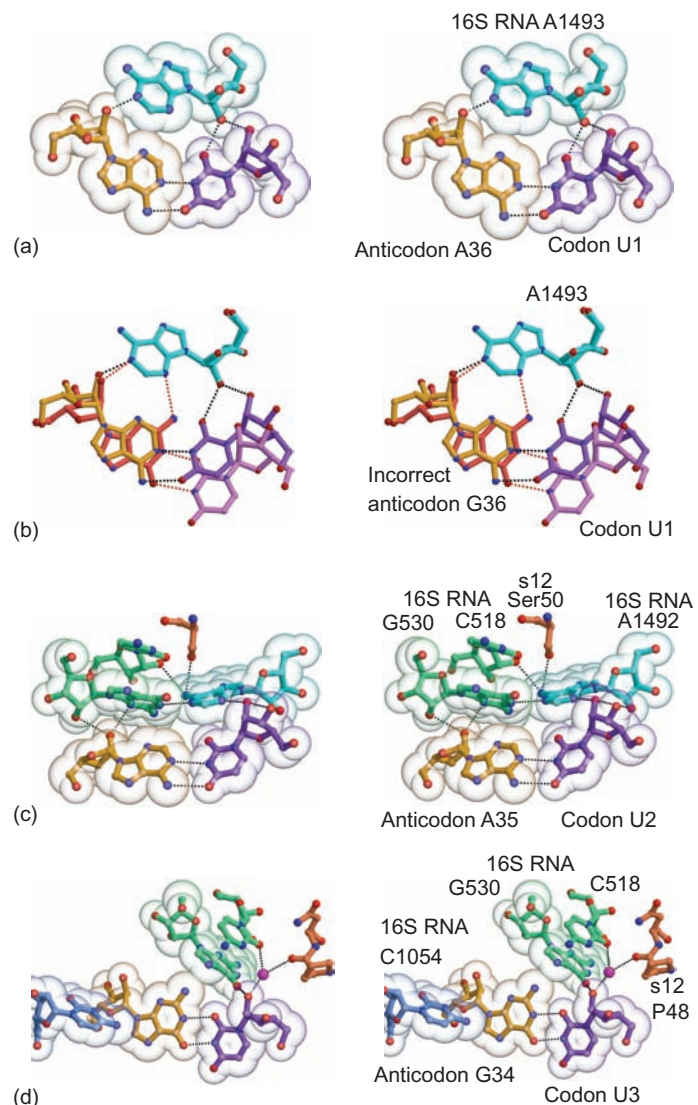 16S RNA A1493
(a)
Anticodon A36
Codon U1
A1493
Incorrect
anticodon G36
(b)
Codon U1
s12
16S RNA
Ser50
16S RNA
G530
C518
A1492
(c)
Anticodon A35
Codon U2
16S RNA
G530
C518
16S RNA
C1054
s12
P48
Anticodon G34
(d)
Codon U3